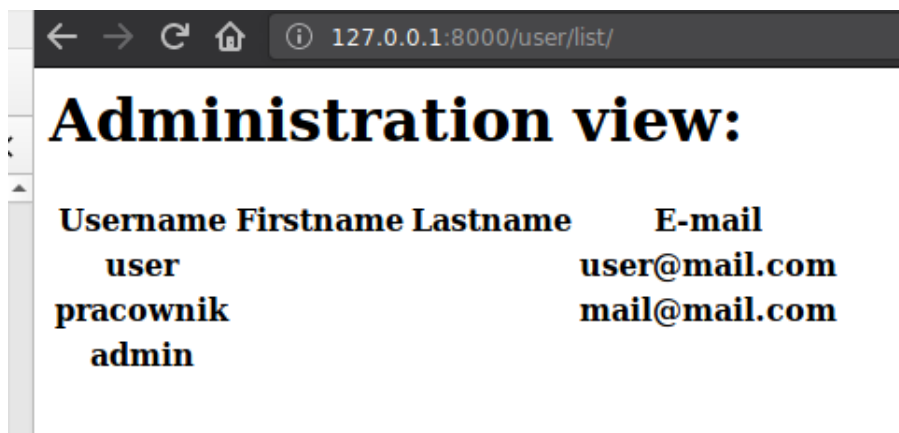 127.0.0.1:8000/user/list/
Administration view:
Username Firstname Lastname E-mail
user user@mail.com
pracownik mail@mail.com
admin